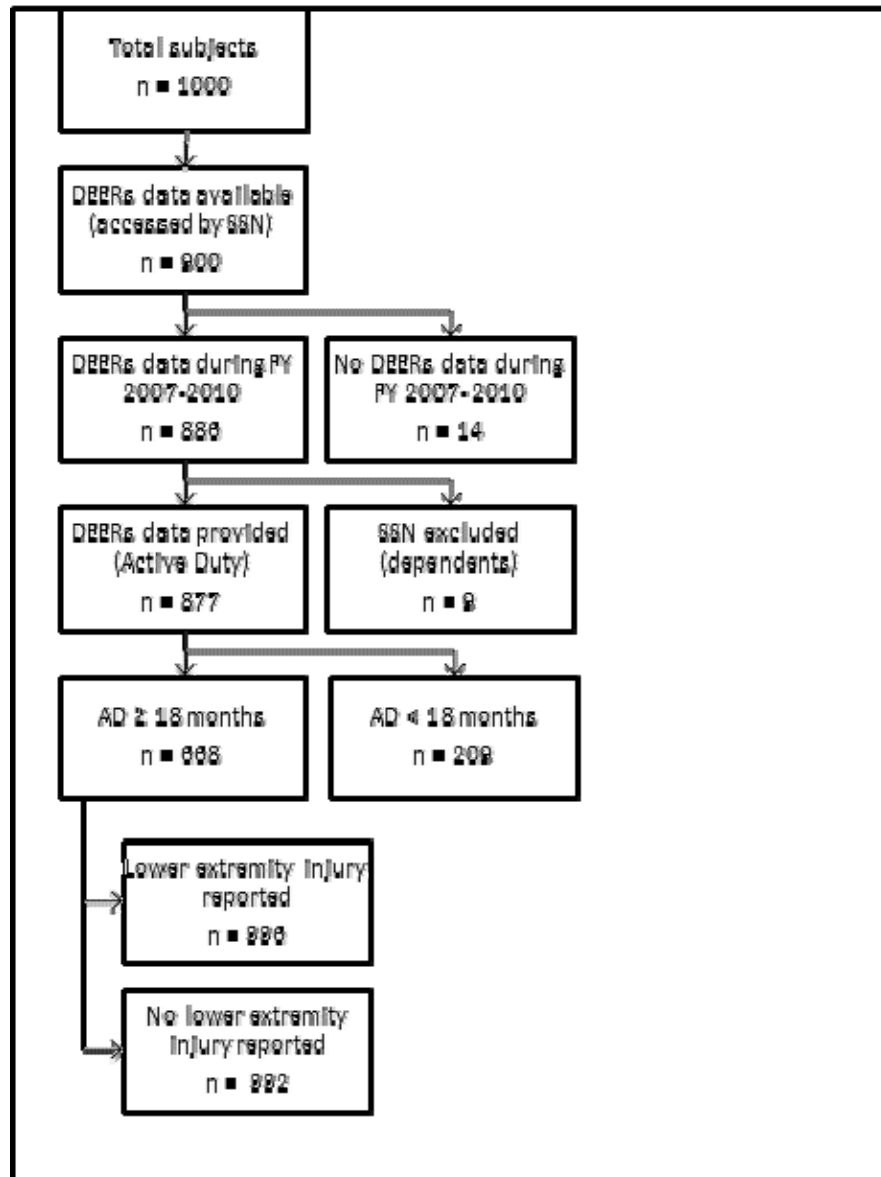 Total subjects
n = 1000
DEERs data available
(accessed by SSN)
n = 900
DEERs data during FY
2007-2010
n = 886
No DEERs data during
FY 2007-2010
n = 14
DEERs data provided
(Active Duty)
n = 877
SSN excluded
(dependents)
n = 9
AD ≥ 18 months
n = 668
AD < 18 months
n = 209
Lower extremity injury
reported
n = 336
No lower extremity
injury reported
n = 332